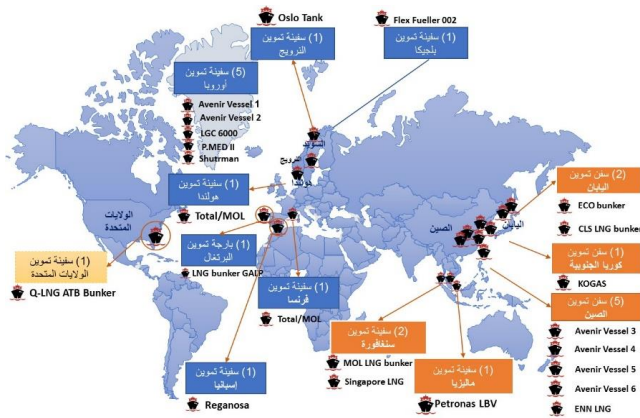 Oslo Tank
(1) سفينة تموين
النرويج
Flex Fueller 002
(1) سفينة تموين
بلجيكا
(5) سفينة تموين
أوروبا
Avenir Vessel 1
Avenir Vessel 2
LGC 6000
P.MED II
Shutrman
السويد
النرويج
هولندا
(1) سفينة تموين
هولندا
Total/MOL
الولايات
المتحدة
(1) سفينة تموين
الولايات المتحدة
Q-LNG ATB Bunker
(1) بارجة تموين
البرتغال
LNG bunker GALP
(1) سفينة تموين
فرنسا
Total/MOL
(1) سفينة تموين
إسبانيا
Reganosa
(2) سفينة تموين
سنغافورة
MOL LNG bunker
Singapore LNG
(1) سفينة تموين
ماليزيا
Petronas LBV
الصين
اليابان
(2) سفن تموين
اليابان
ECO bunker
CLS LNG bunker
(1) سفن تموين
كوريا الجنوبية
KOGAS
(5) سفن تموين
الصين
Avenir Vessel 3
Avenir Vessel 4
Avenir Vessel 5
Avenir Vessel 6
ENN LNG